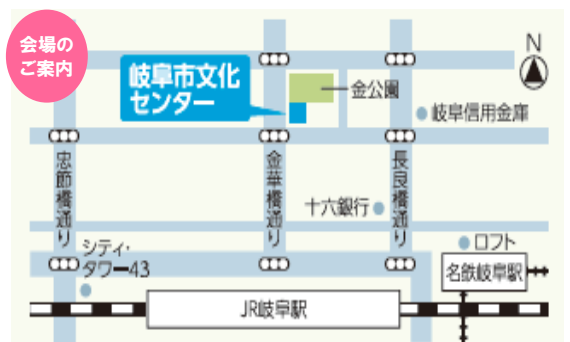 会場の
ご案内
N
岐阜市文化
センター
金公園
岐阜信用金庫
忠節橋通り
金華橋通り
長良橋通り
十六銀行
シティ・
タワー43
ロフト
名鉄岐阜駅
JR岐阜駅